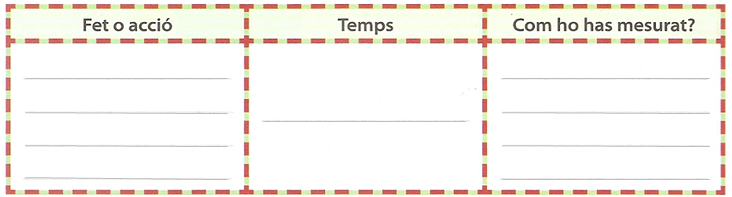 Fet o acció
Temps
Com ho has mesurat?